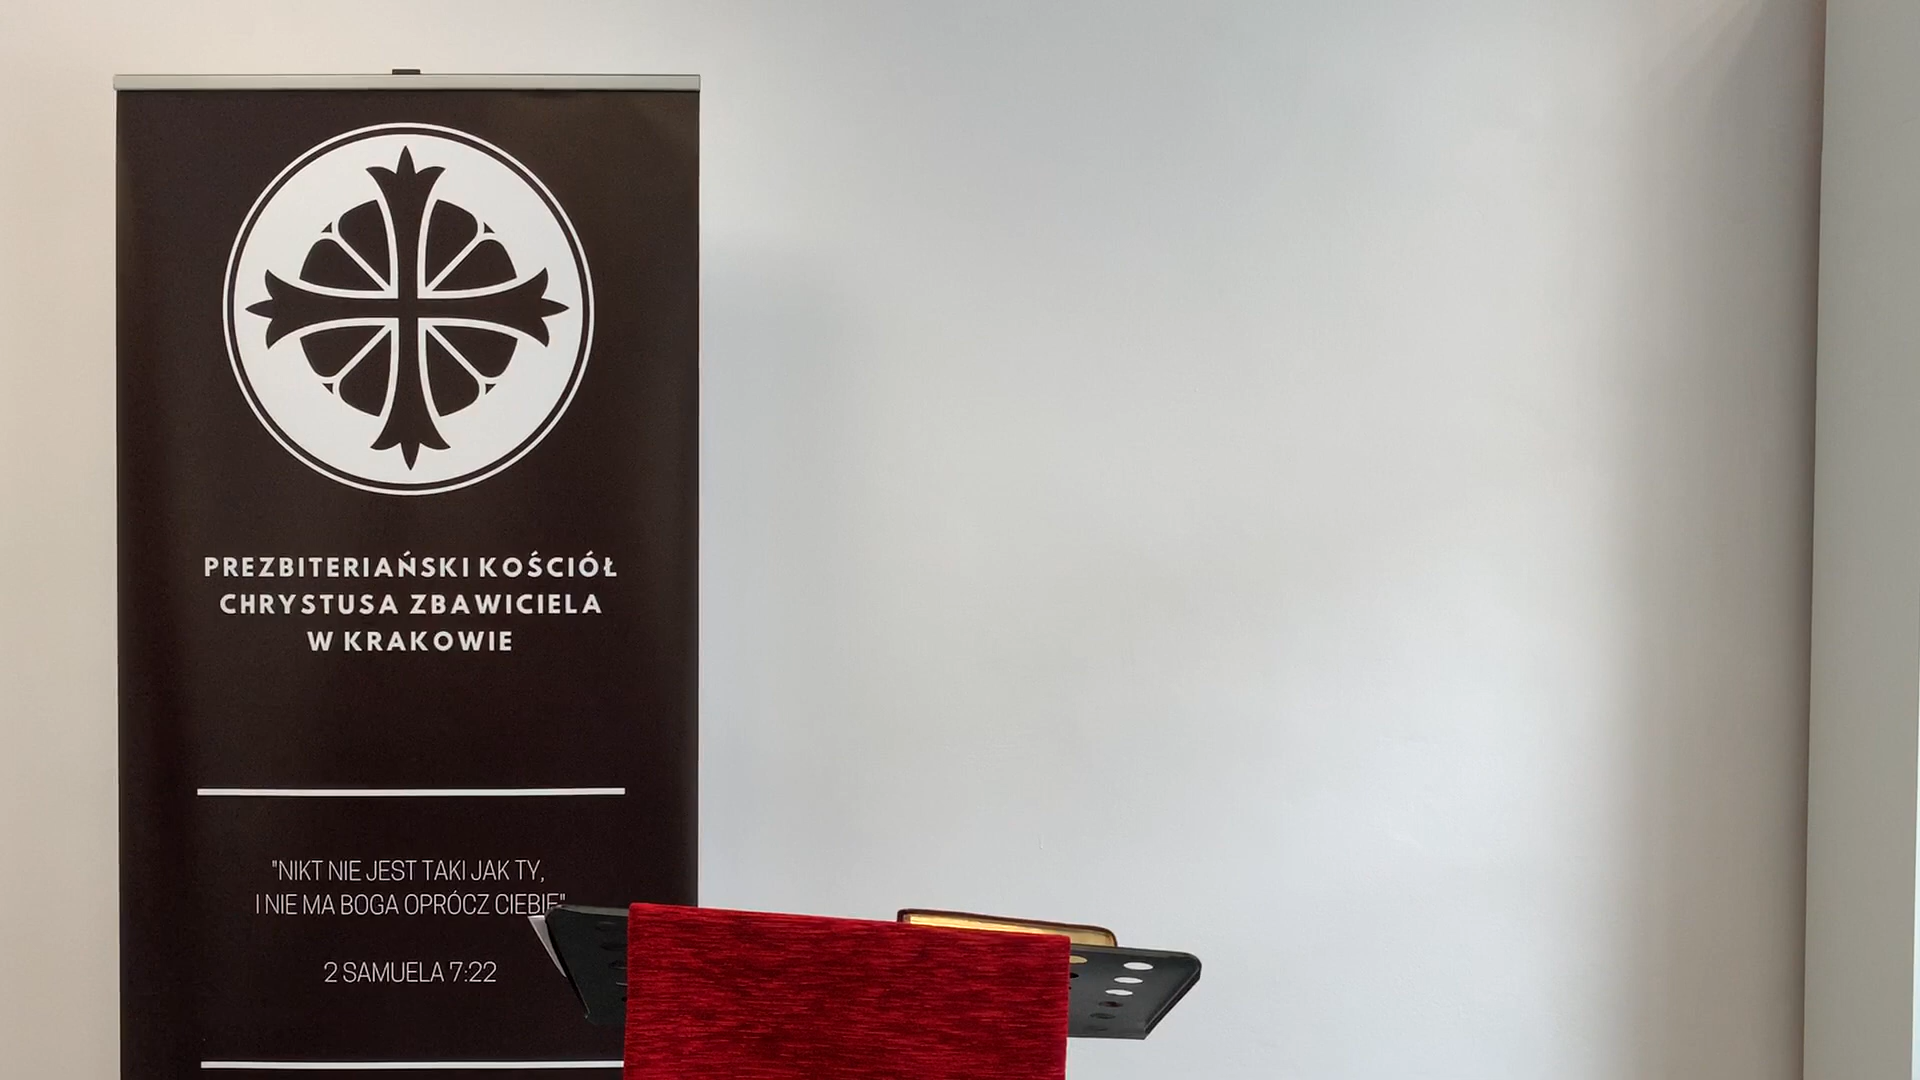 PREZBITERIAŃSKI KOŚCIÓŁ
CHRYSTUSA ZBAWICIELA
W KRAKOWIE
"NIKT NIE JEST TAKI JAK TY,
I NIE MA BOGA OPRÓCZ CIEBIE"
2 SAMUELA 7:22